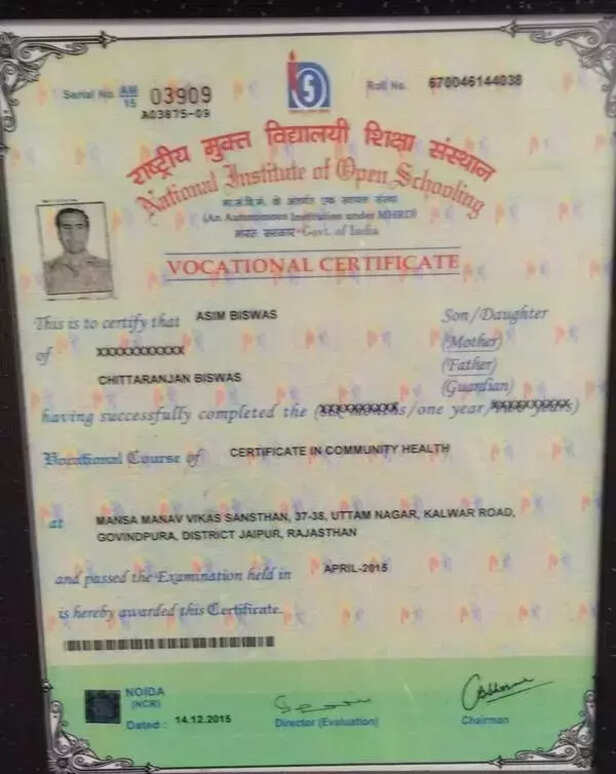 Serial No. AM 15 03909
A03875-09
Roll No. 670046144038
राष्ट्रीय मुक्त विद्यालयी शिक्षा संस्थान
National Institute of Open Schooling
मा.सं.वि.मं. के अंतर्गत एक स्वायत्त संस्था
(An Autonomous Institution under MHRD)
भारत सरकार-Govt. of India
VOCATIONAL CERTIFICATE
This is to certify that ASIM BISWAS Son/Daughter
of XXXXXXXXXXX (Mother)
(Father)
CHITTARANJAN BISWAS (Guardian)
having successfully completed the (/one year/)
Vocational Course of CERTIFICATE IN COMMUNITY HEALTH
at MANSA MANAV VIKAS SANSTHAN, 37-38, UTTAM NAGAR, KALWAR ROAD,
GOVINDPURA, DISTRICT JAIPUR, RAJASTHAN
and passed the Examination held in APRIL-2015
is hereby awarded this Certificate.
NOIDA
(NCR)
Dated : 14.12.2015
Director (Evaluation)
Chairman